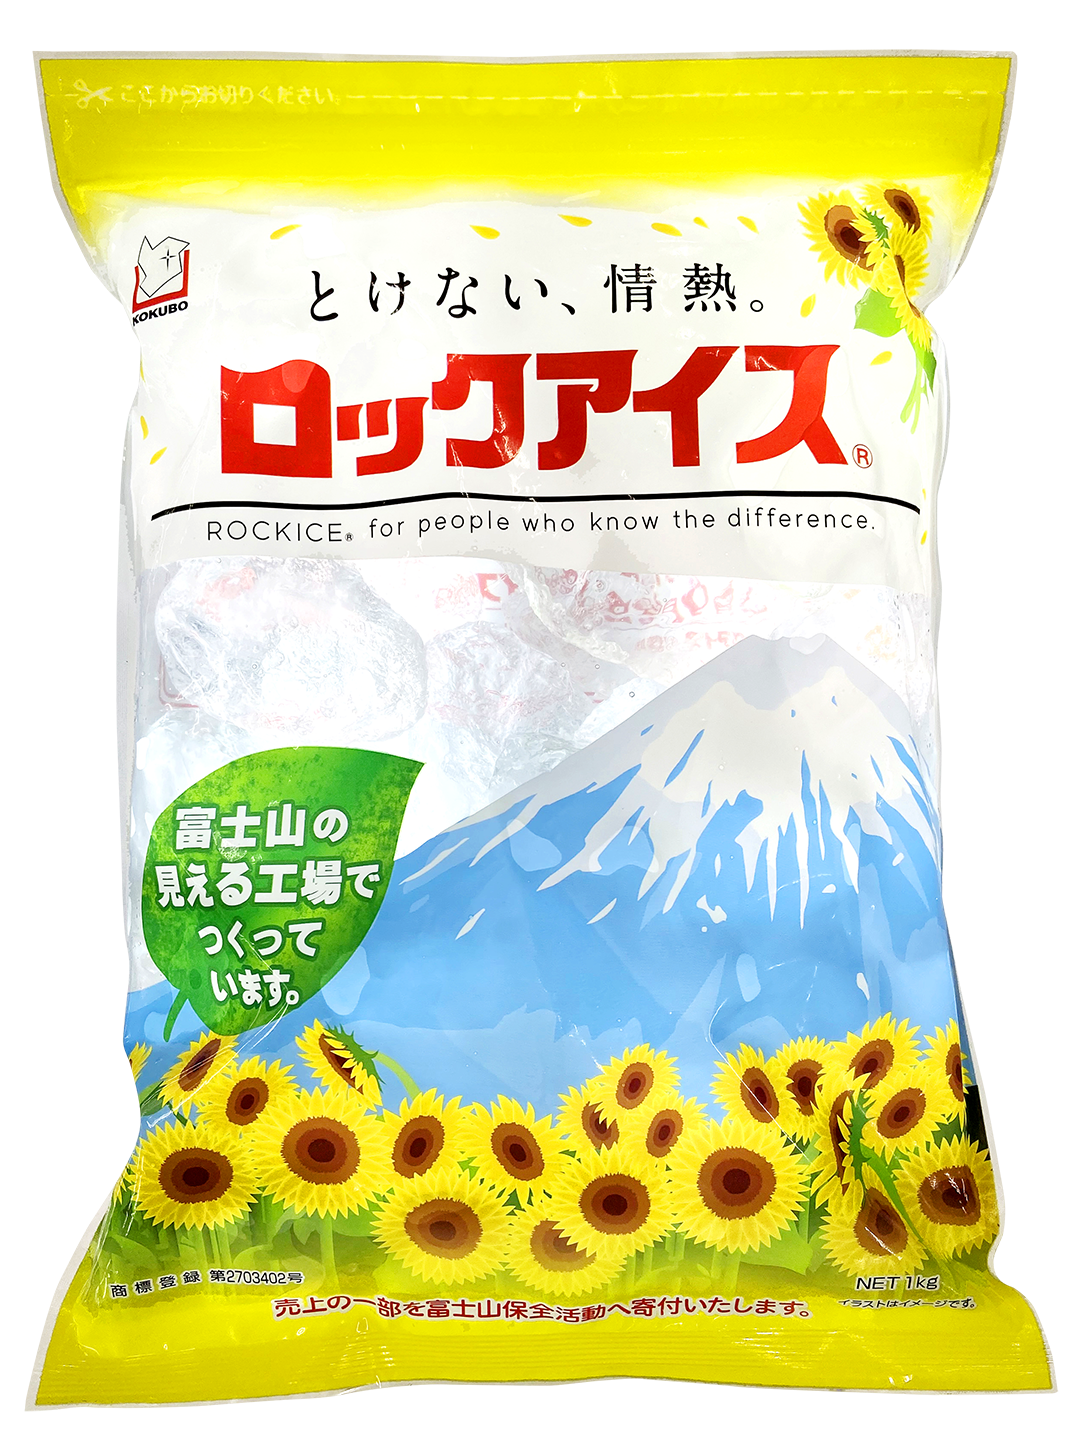 ここからお切りください。
KOKUBO
とけない、情熱。
ロックアイス®
ROCKICE® for people who know the difference.
富士山の
見える工場で
つくって
います。
商標登録 第2703402号
NET 1kg
売上の一部を富士山保全活動へ寄付いたします。
イラストはイメージです。